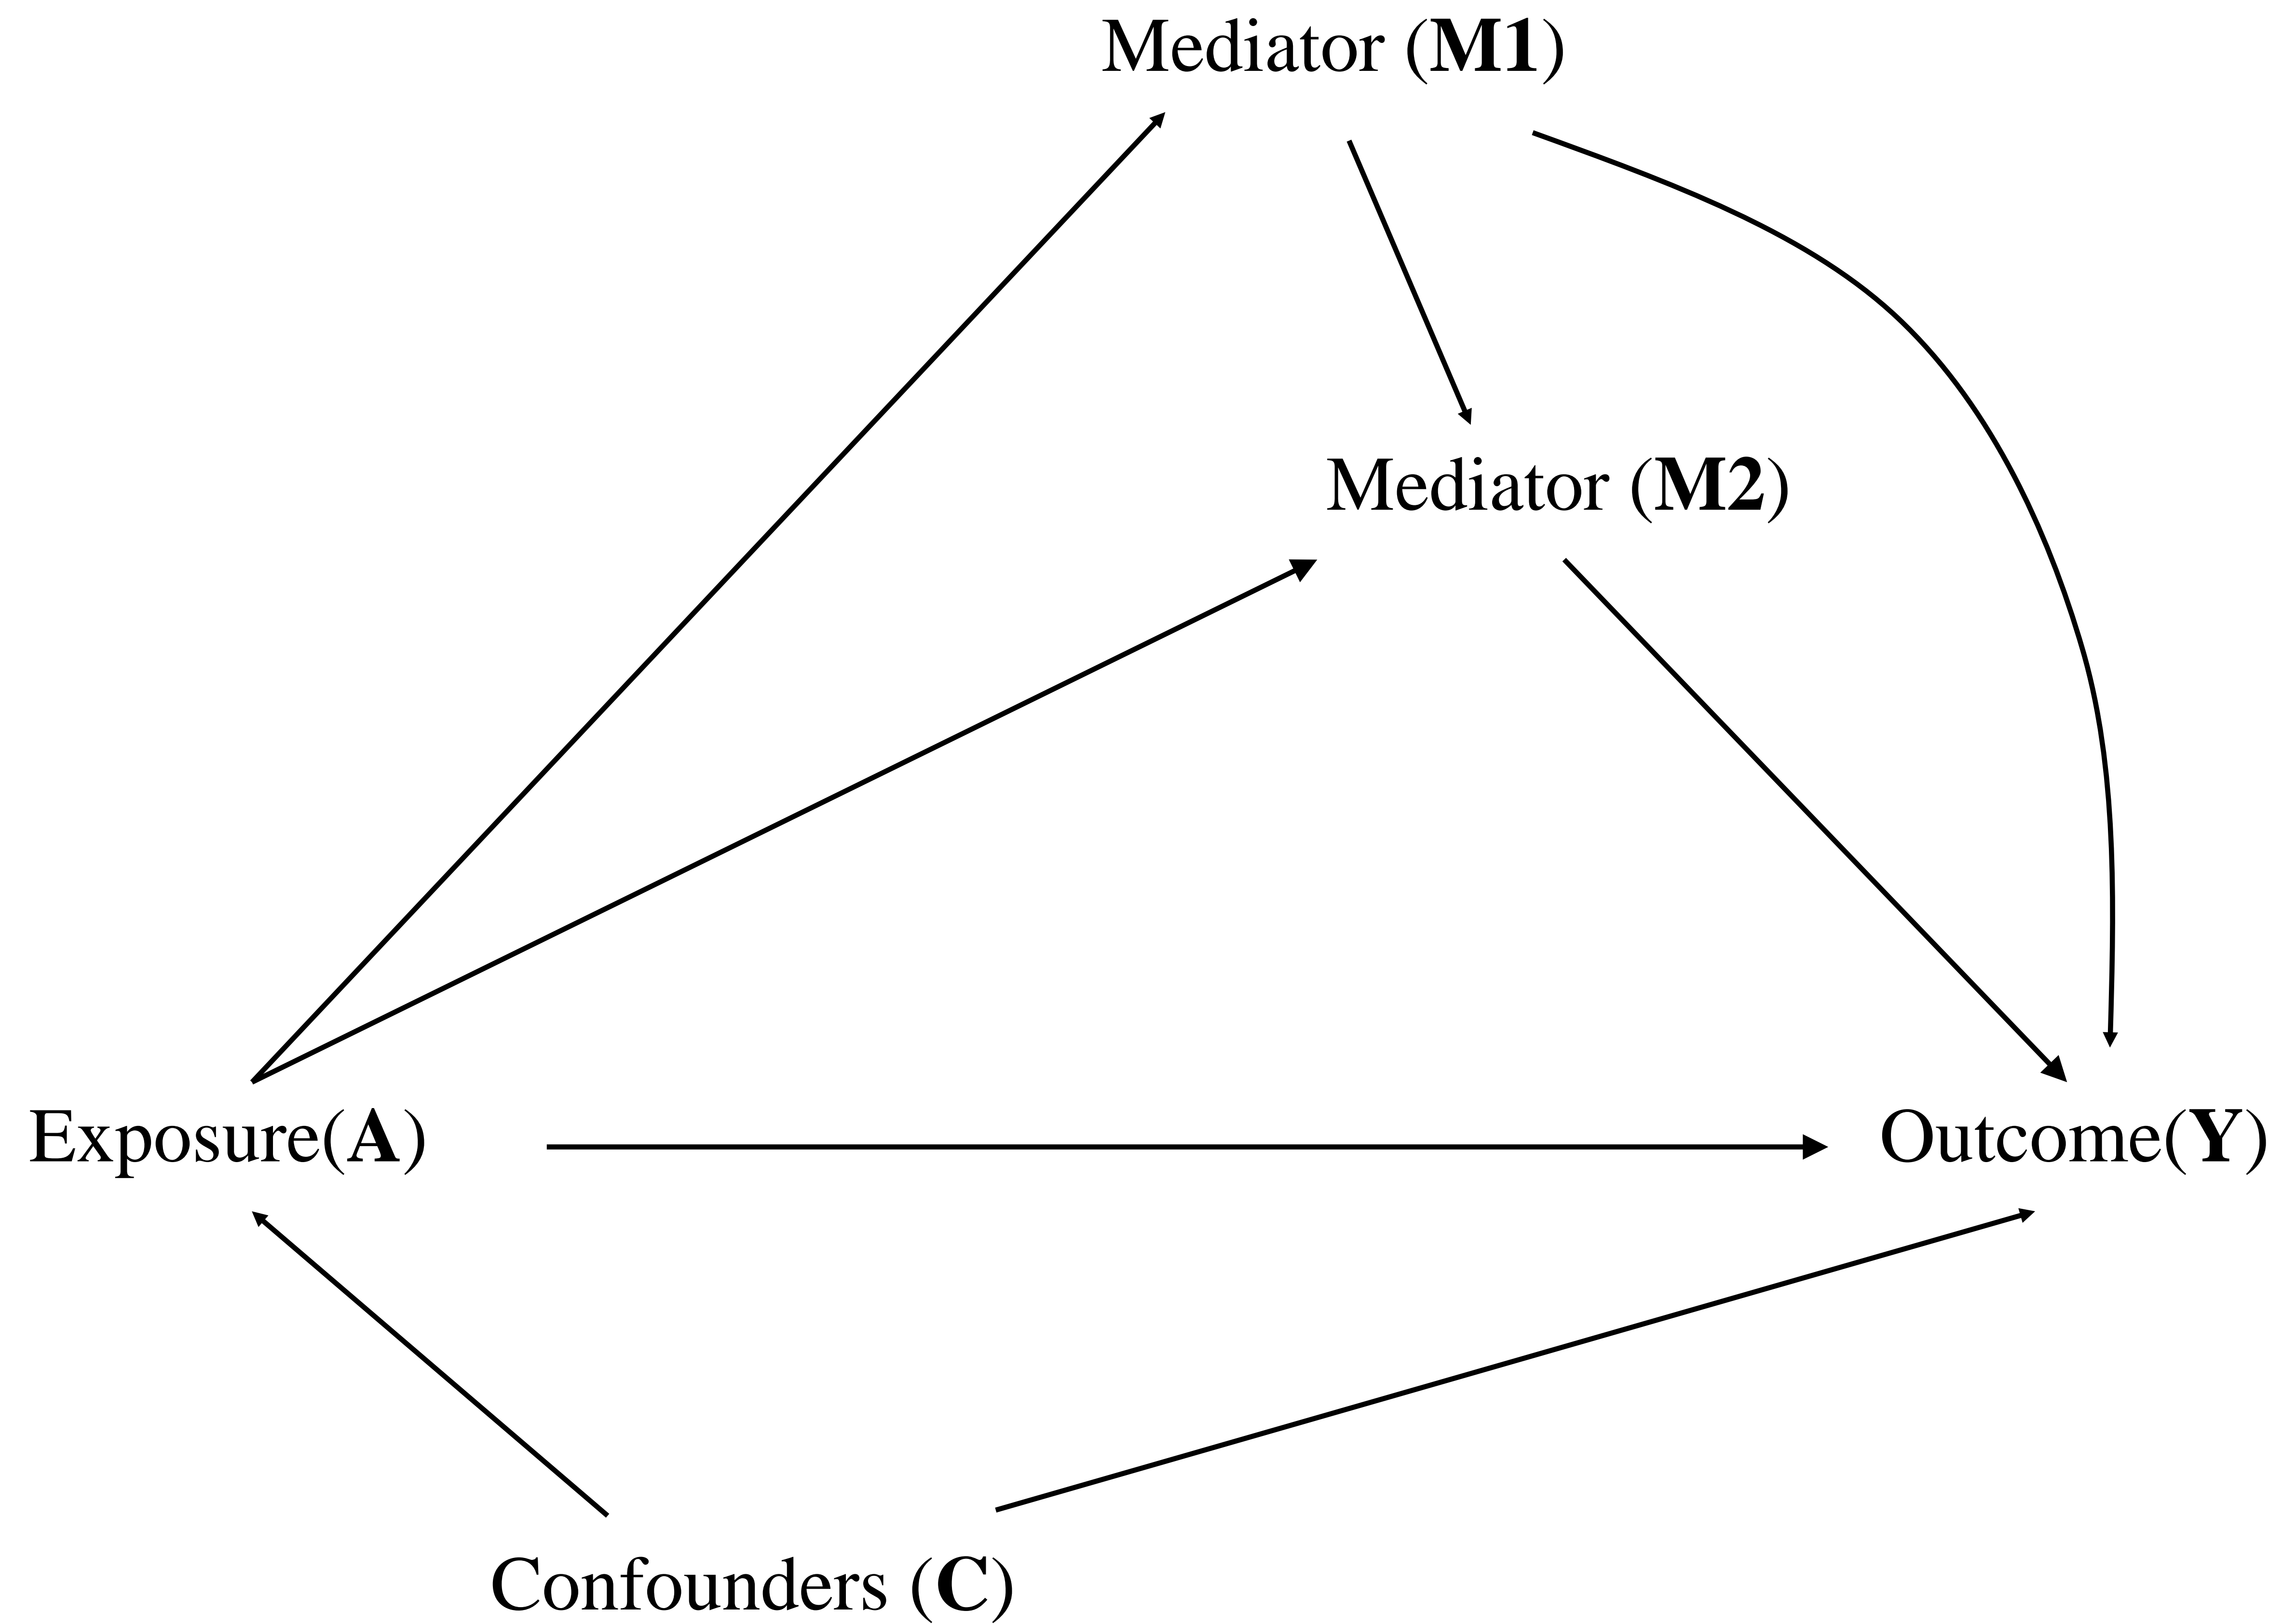 Mediator (M1)
Mediator (M2)
Exposure(A)
Outcome(Y)
Confounders (C)